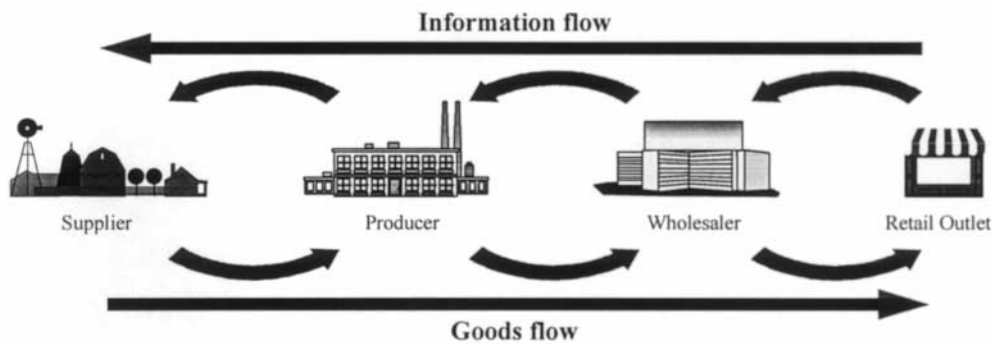 Information flow
Supplier
Producer
Wholesaler
Retail Outlet
Goods flow